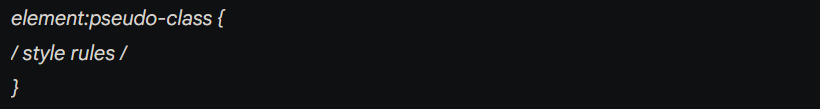 element:pseudo-class {
/ style rules /
}